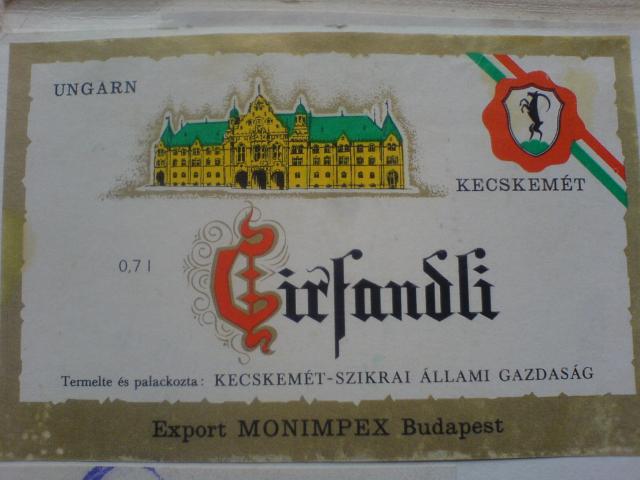 UNGARN
KECSKEMÉT
0,7 l
Cirfandli
Termelte és palackozta: KECSKEMÉT-SZIKRAI ÁLLAMI GAZDASÁG
Export MONIMPEX Budapest